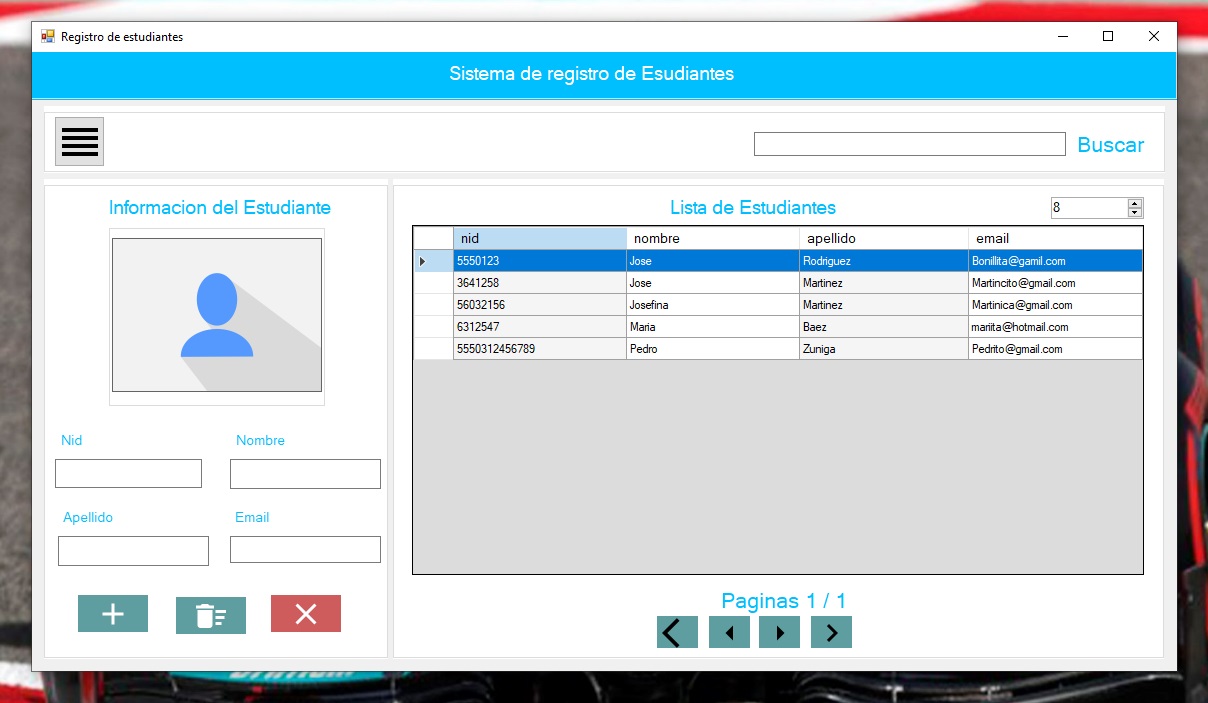 Registro de estudiantes
Sistema de registro de Esudiantes
Buscar
Informacion del Estudiante
Nid
Nombre
Apellido
Email
Lista de Estudiantes
8
nid nombre apellido email
5550123 Jose Rodriguez Bonillita@gamil.com
3641258 Jose Martinez Martincito@gmail.com
56032156 Josefina Martinez Martinica@gmail.com
6312547 Maria Baez mariita@hotmail.com
5550312456789 Pedro Zuniga Pedrito@gmail.com
Paginas 1 / 1